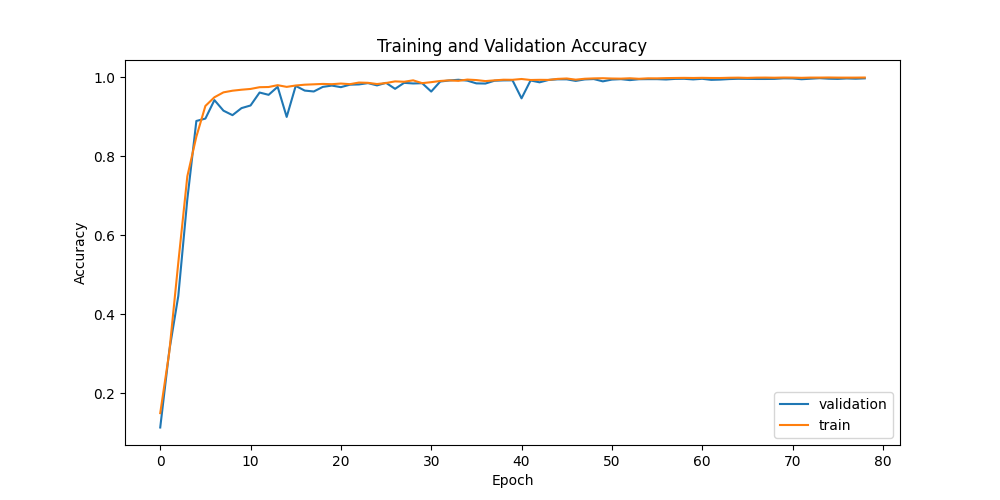 Training and Validation Accuracy
1.0
0.8
0.6
0.4
0.2
Accuracy
0 10 20 30 40 50 60 70 80
Epoch
validation
train